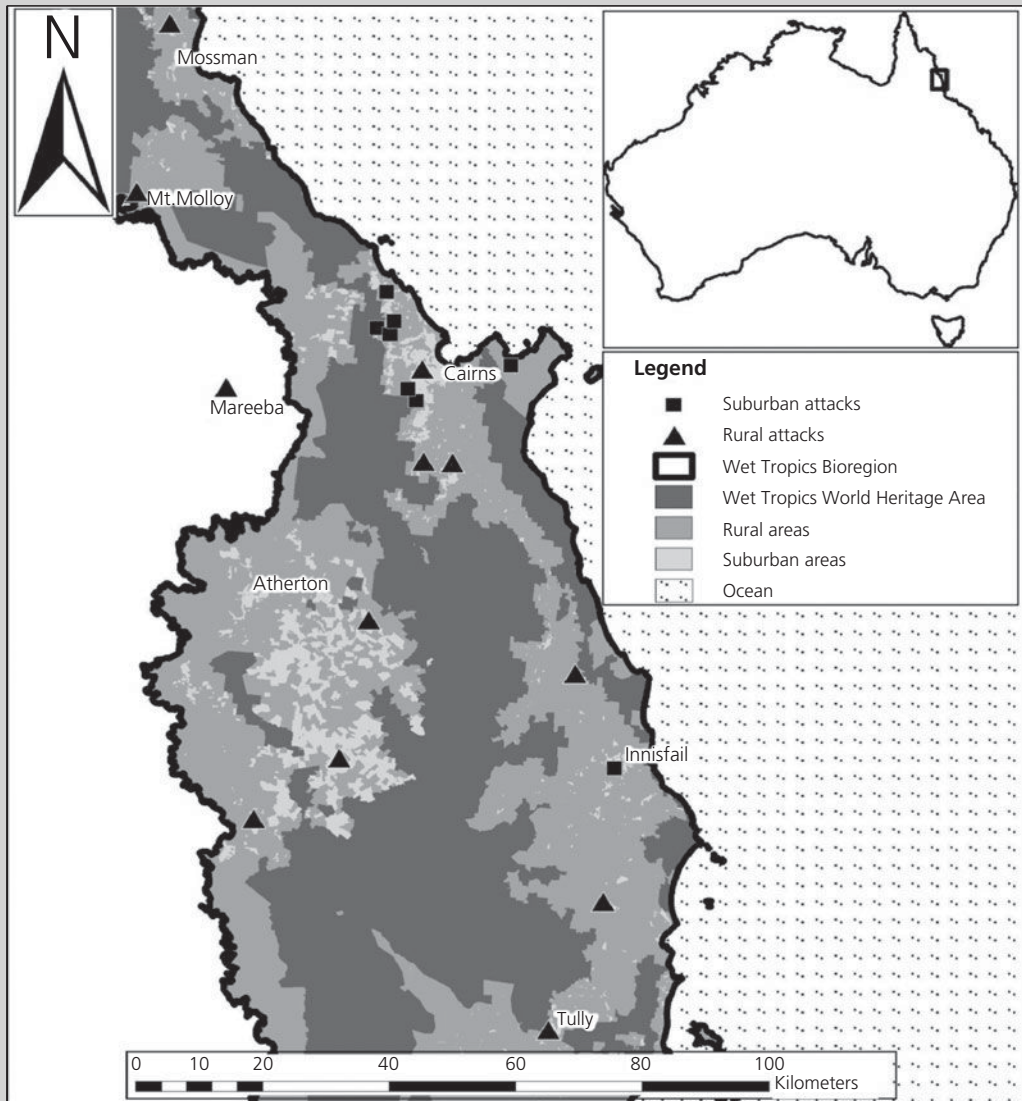 N
Mossman
Mt.Molloy
Cairns
Mareeba
Atherton
Innisfail
Tully
Legend
Suburban attacks
Rural attacks
Wet Tropics Bioregion
Wet Tropics World Heritage Area
Rural areas
Suburban areas
Ocean
0 10 20 40 60 80 100
Kilometers